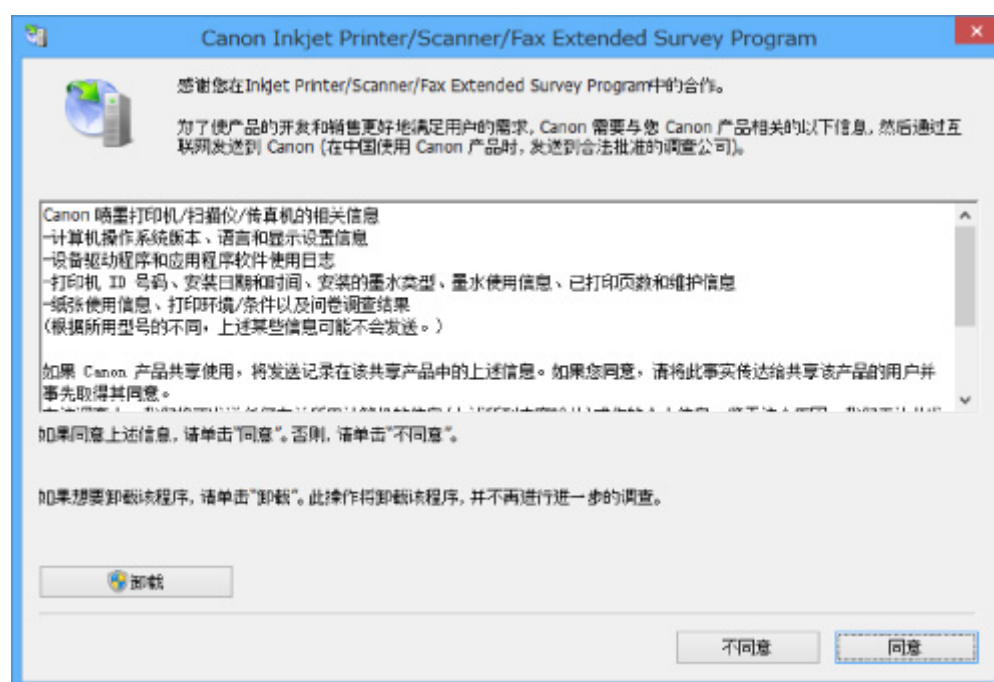 Canon Inkjet Printer/Scanner/Fax Extended Survey Program
感谢您在Inkjet Printer/Scanner/Fax Extended Survey Program中的合作。
为了使产品的开发和销售更好地满足用户的需求, Canon 需要与您 Canon 产品相关的以下信息, 然后通过互
联网发送到 Canon (在中国使用 Canon 产品时, 发送到合法批准的调查公司)。
Canon 喷墨打印机/扫描仪/传真机的相关信息
-计算机操作系统版本、语言和显示设置信息
-设备驱动程序和应用程序软件使用日志
-打印机 ID 号码、安装日期和时间、安装的墨水类型、墨水使用信息、已打印页数和维护信息
-纸张使用信息、打印环境/条件以及问卷调查结果
(根据所用型号的不同，上述某些信息可能不会发送。)
如果 Canon 产品共享使用，将发送记录在该共享产品中的上述信息。如果您同意，请将此事实传达给共享该产品的用户并
事先取得其同意。
如果同意上述信息, 请单击"同意"。否则, 请单击"不同意"。
如果想要卸载该程序, 请单击"卸载"。此操作将卸载该程序, 并不再进行进一步的调查。
卸载
不同意
同意